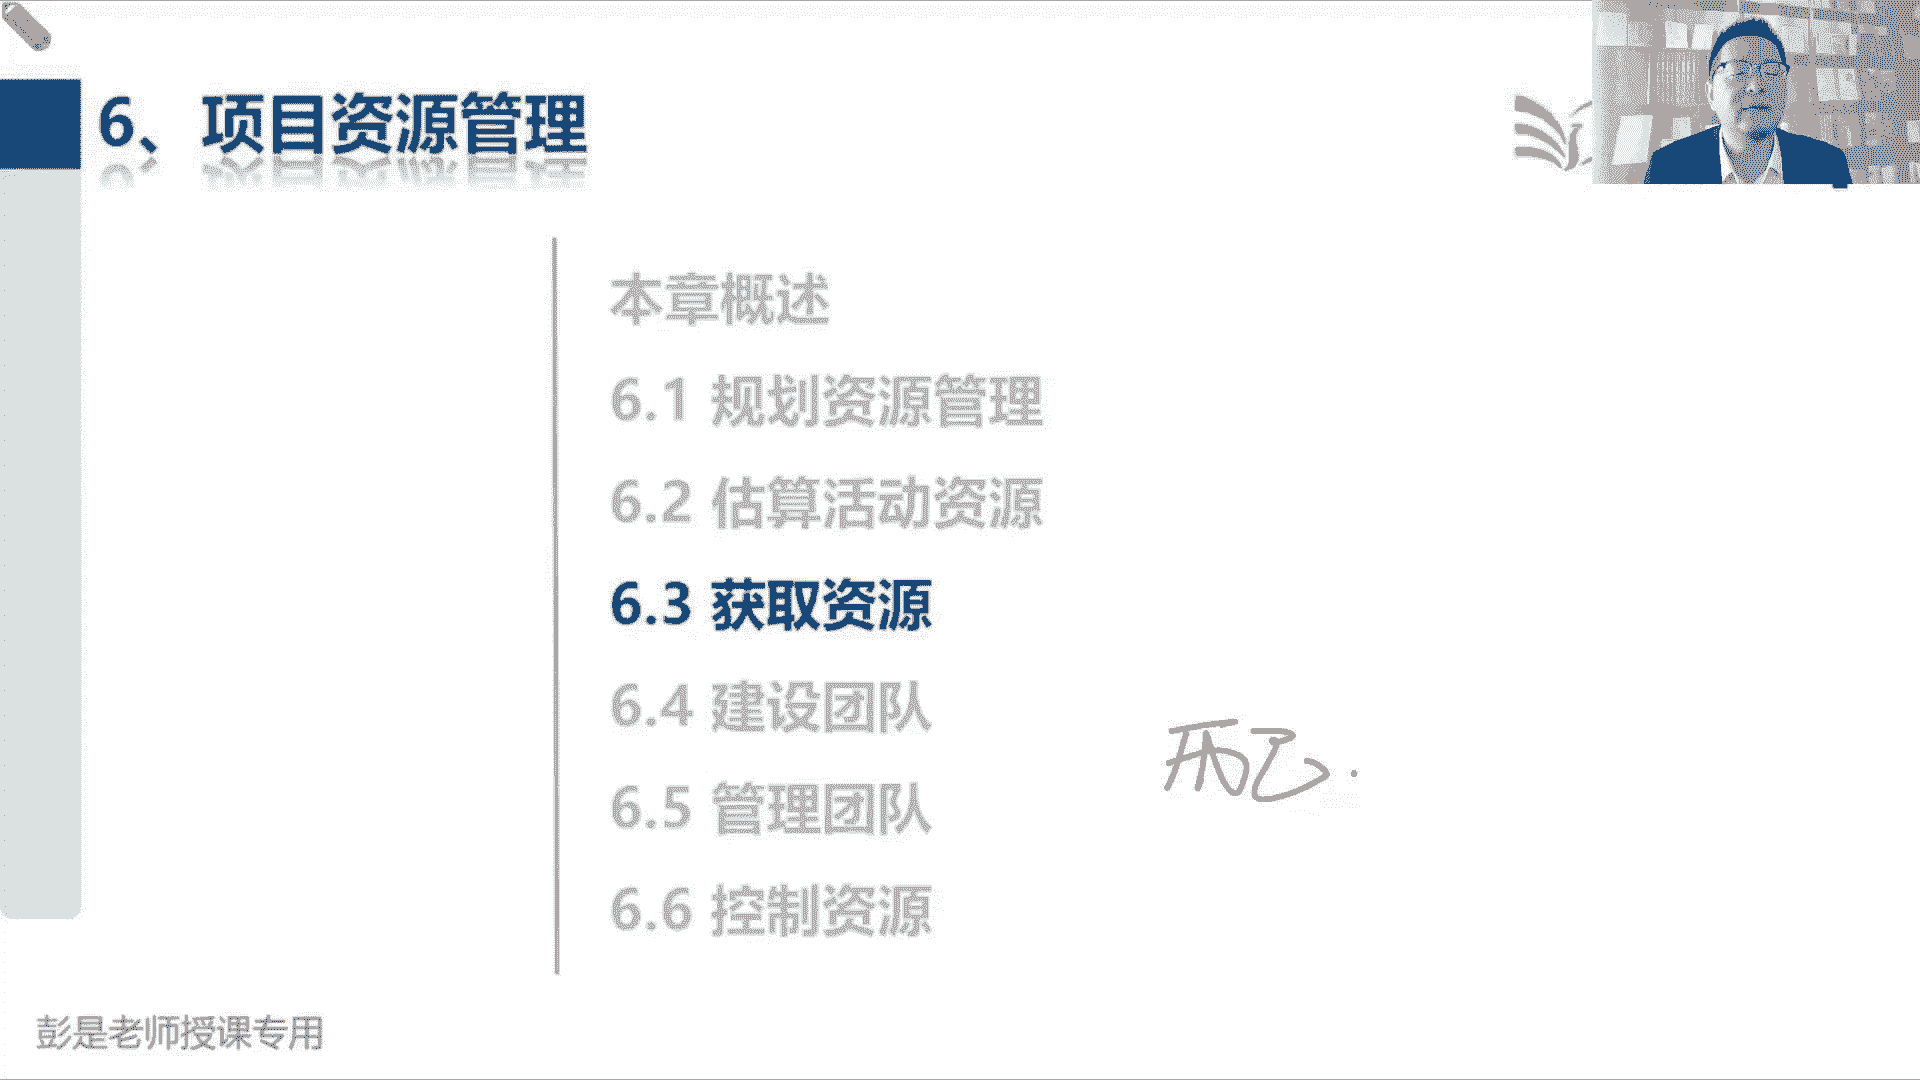 6、项目资源管理
本章概述
6.1 规划资源管理
6.2 估算活动资源
6.3 获取资源
6.4 建设团队
6.5 管理团队
6.6 控制资源
彭是老师授课专用